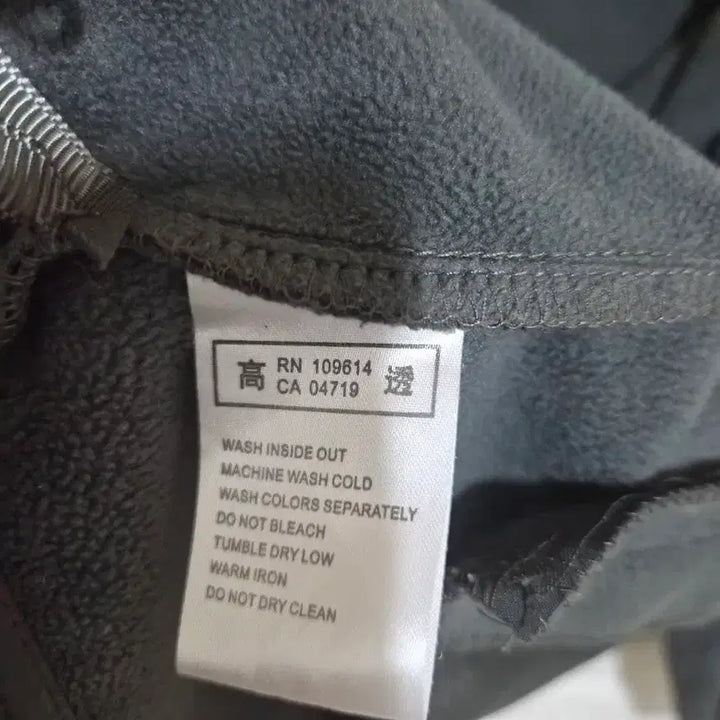 高 RN 109614 透
CA 04719
WASH INSIDE OUT
MACHINE WASH COLD
WASH COLORS SEPARATELY
DO NOT BLEACH
TUMBLE DRY LOW
WARM IRON
DO NOT DRY CLEAN